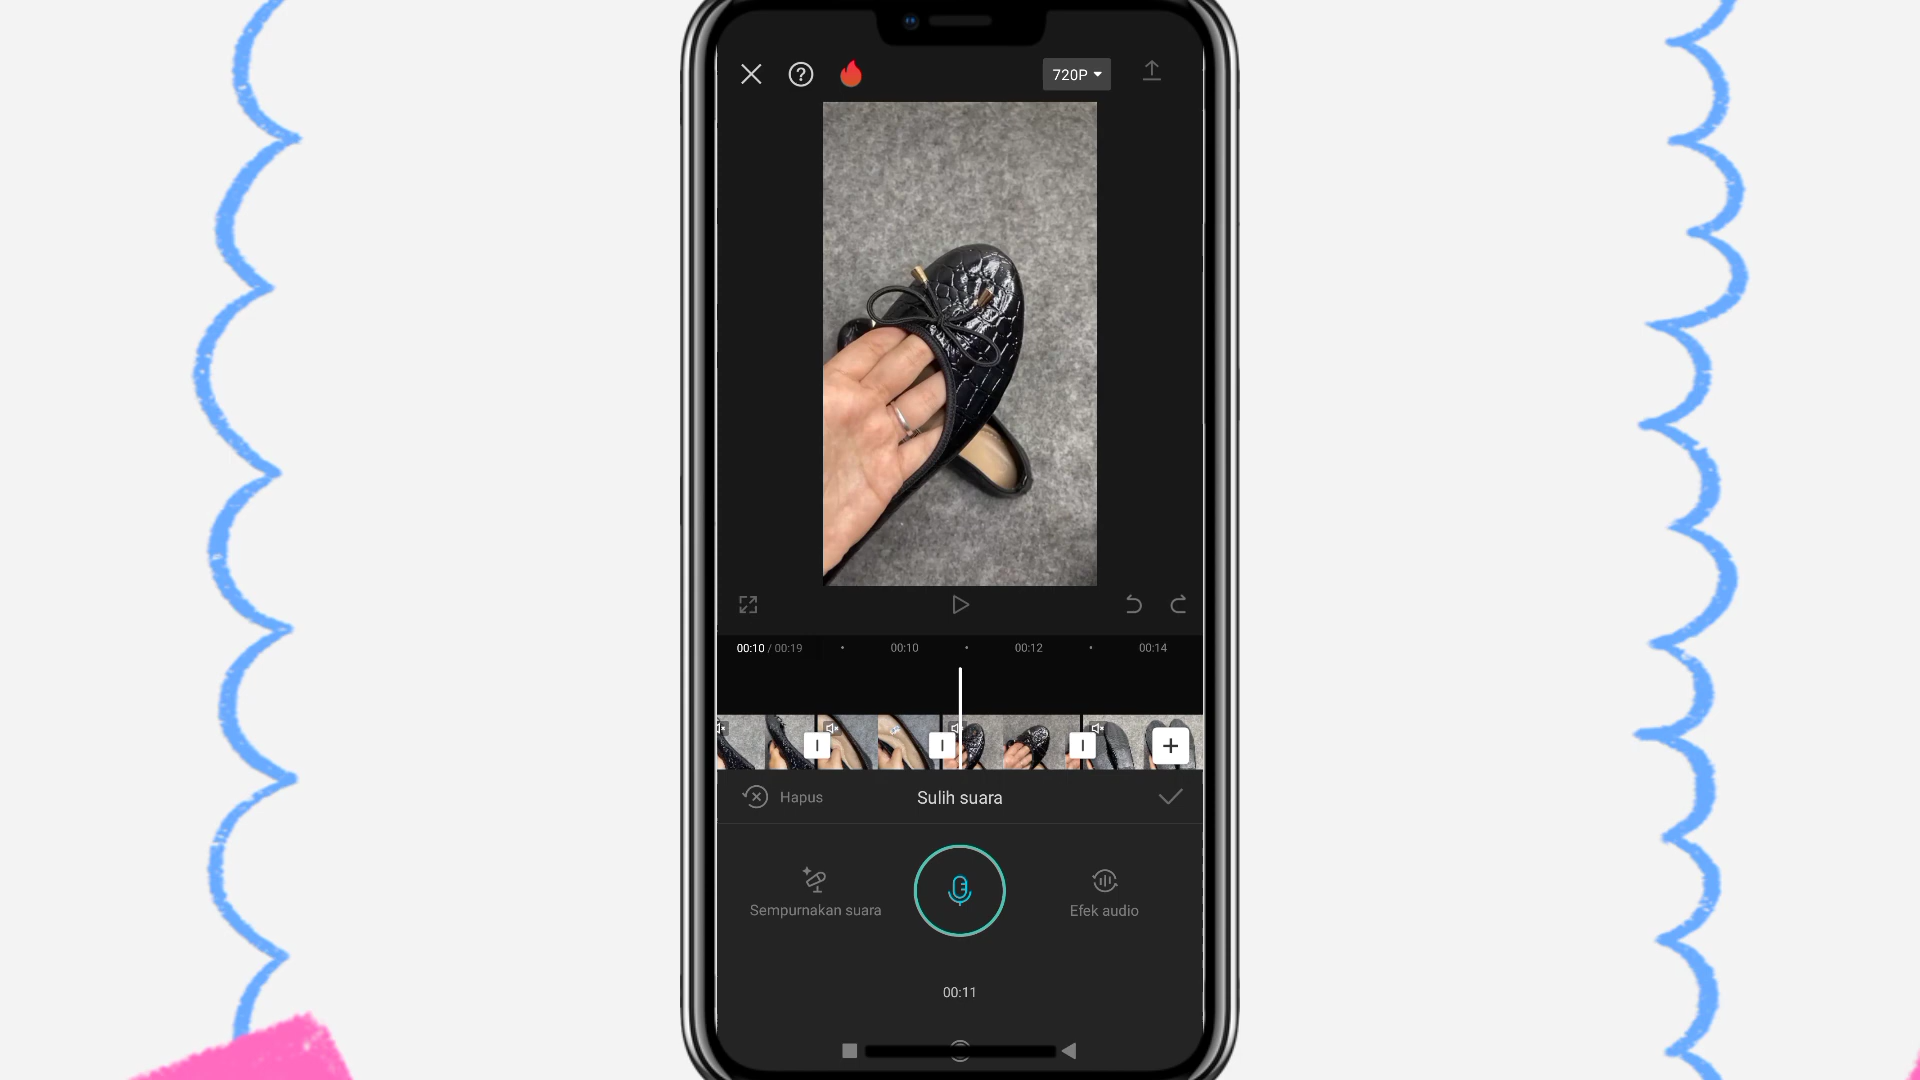 720P
00:10 / 00:19
00:10
00:12
00:14
Hapus
Sulih suara
Sempurnakan suara
Efek audio
00:11